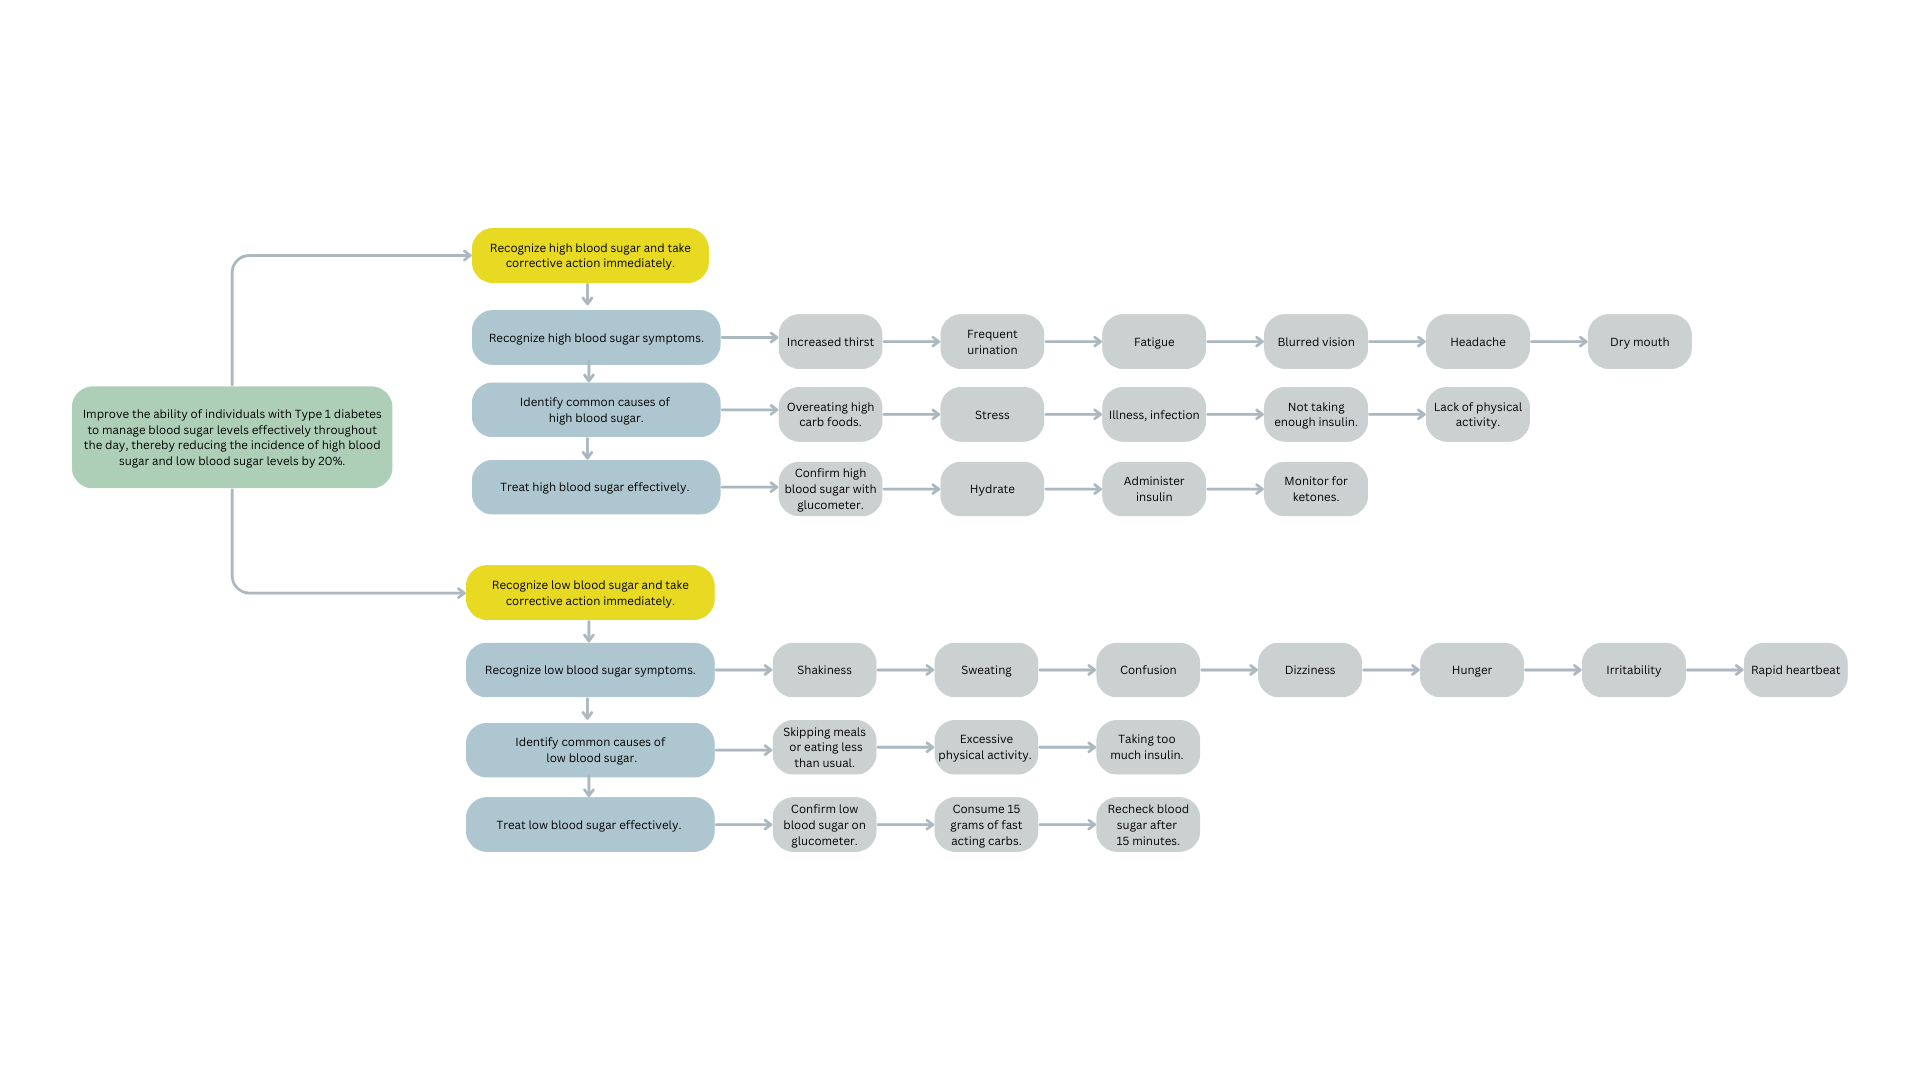 Improve the ability of individuals with Type 1 diabetes
to manage blood sugar levels effectively throughout
the day, thereby reducing the incidence of high blood
sugar and low blood sugar levels by 20%.
Recognize high blood sugar and take
corrective action immediately.
Recognize high blood sugar symptoms.
Increased thirst
Frequent
urination
Fatigue
Blurred vision
Headache
Dry mouth
Identify common causes of
high blood sugar.
Overeating high
carb foods.
Stress
Illness, infection
Not taking
enough insulin.
Lack of physical
activity.
Treat high blood sugar effectively.
Confirm high
blood sugar with
glucometer.
Hydrate
Administer
insulin
Monitor for
ketones.
Recognize low blood sugar and take
corrective action immediately.
Recognize low blood sugar symptoms.
Shakiness
Sweating
Confusion
Dizziness
Hunger
Irritability
Rapid heartbeat
Identify common causes of
low blood sugar.
Skipping meals
or eating less
than usual.
Excessive
physical activity.
Taking too
much insulin.
Treat low blood sugar effectively.
Confirm low
blood sugar on
glucometer.
Consume 15
grams of fast
acting carbs.
Recheck blood
sugar after
15 minutes.